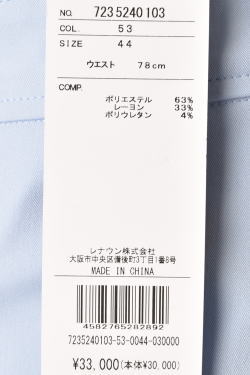 NO. 7235240103
COL. 53
SIZE 44
ウエスト 78cm
COMP.
ポリエステル 63%
レーヨン 33%
ポリウレタン 4%
レナウン株式会社
大阪市中央区備後町3丁目1番8号
MADE IN CHINA
4582765282892
7235240103-53-0044-030000
¥33,000(本体¥30,000)